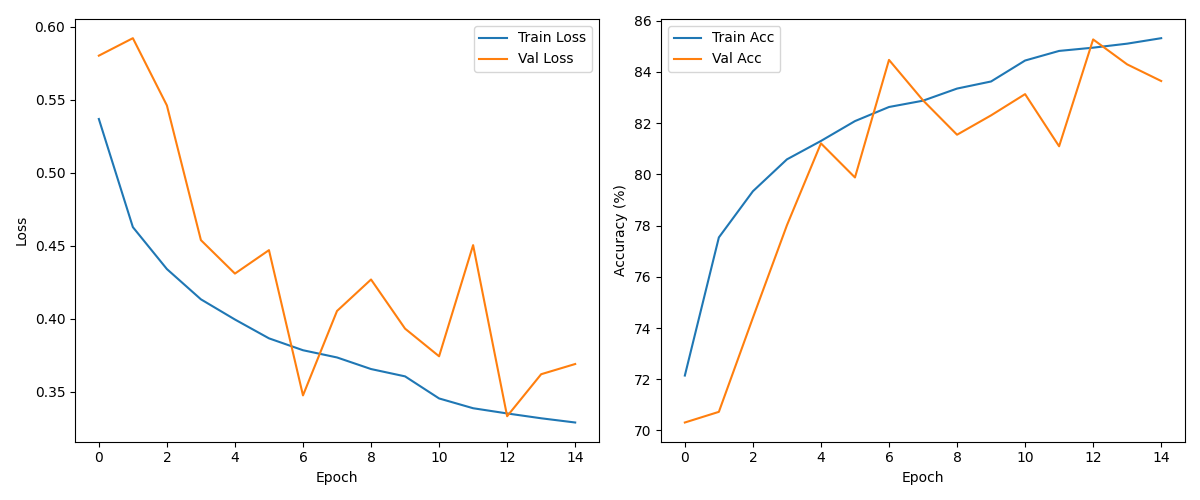 Train Loss
Val Loss
0.60
0.55
0.50
0.45
0.40
0.35
Loss
0 2 4 6 8 10 12 14
Epoch
Train Acc
Val Acc
86
84
82
80
78
76
74
72
70
Accuracy (%)
0 2 4 6 8 10 12 14
Epoch